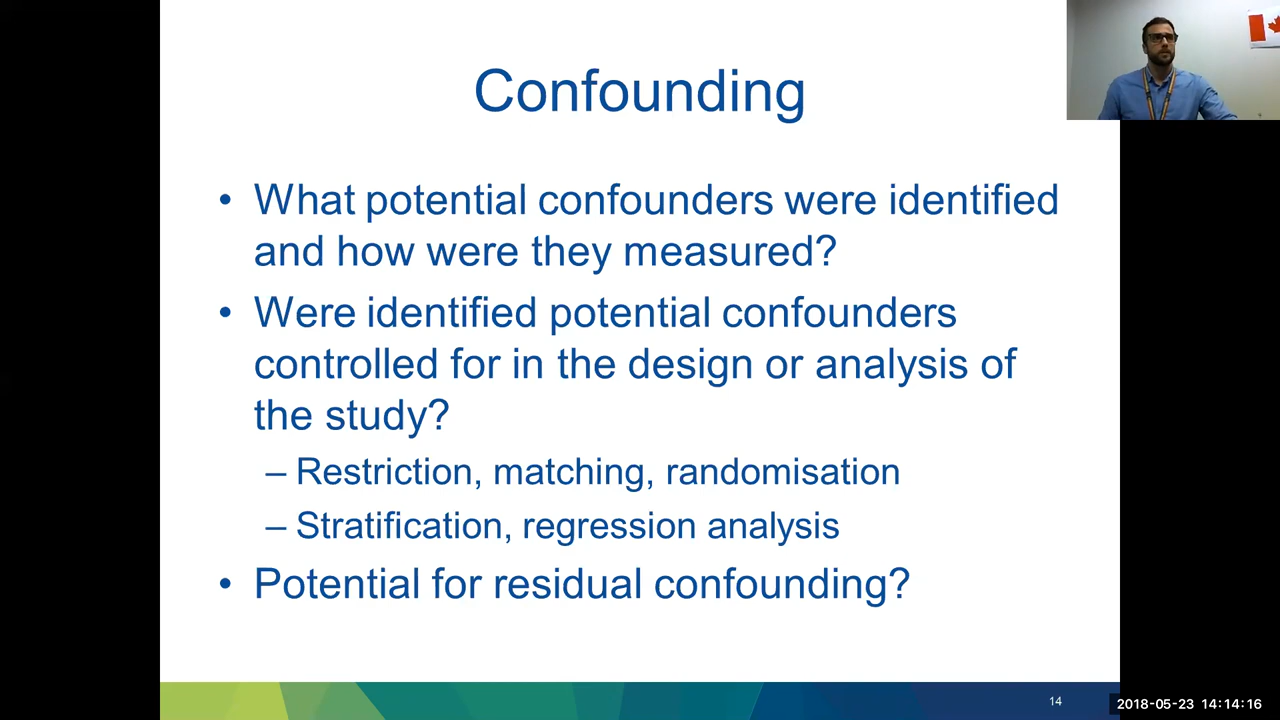 Confounding
• What potential confounders were identified
and how were they measured?
• Were identified potential confounders
controlled for in the design or analysis of
the study?
– Restriction, matching, randomisation
– Stratification, regression analysis
• Potential for residual confounding?
14
2018-05-23 14:14:16